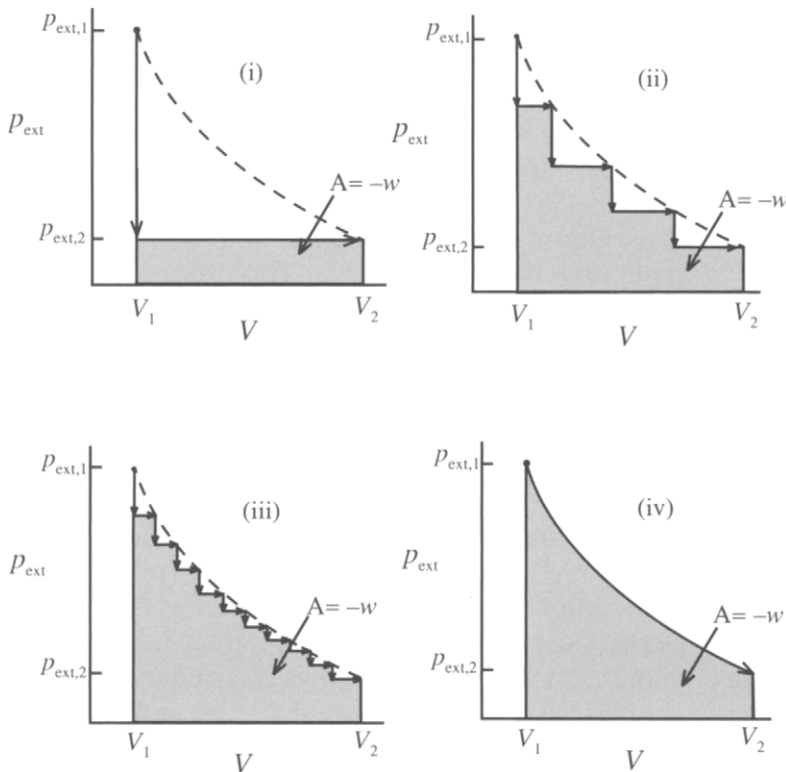 p_ext,1
(i)
p_ext
A= –w
p_ext,2
V_1
V_2
V
p_ext,1
(ii)
p_ext
A= –w
p_ext,2
V_1
V_2
V
p_ext,1
(iii)
p_ext
A= –w
p_ext,2
V_1
V_2
V
p_ext,1
(iv)
p_ext
A= –w
p_ext,2
V_1
V_2
V